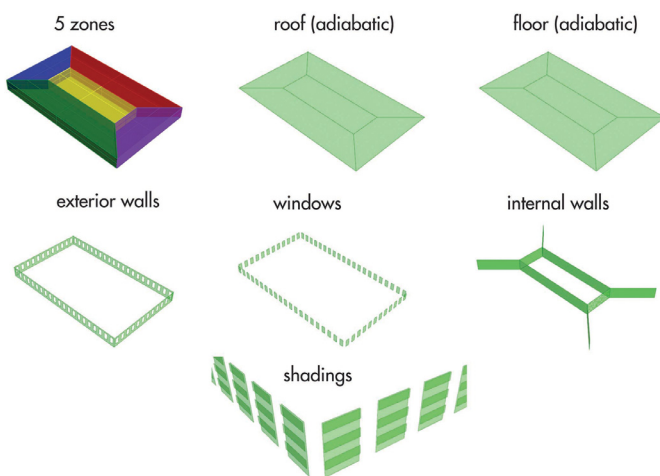 5 zones
roof (adiabatic)
floor (adiabatic)
exterior walls
windows
internal walls
shadings